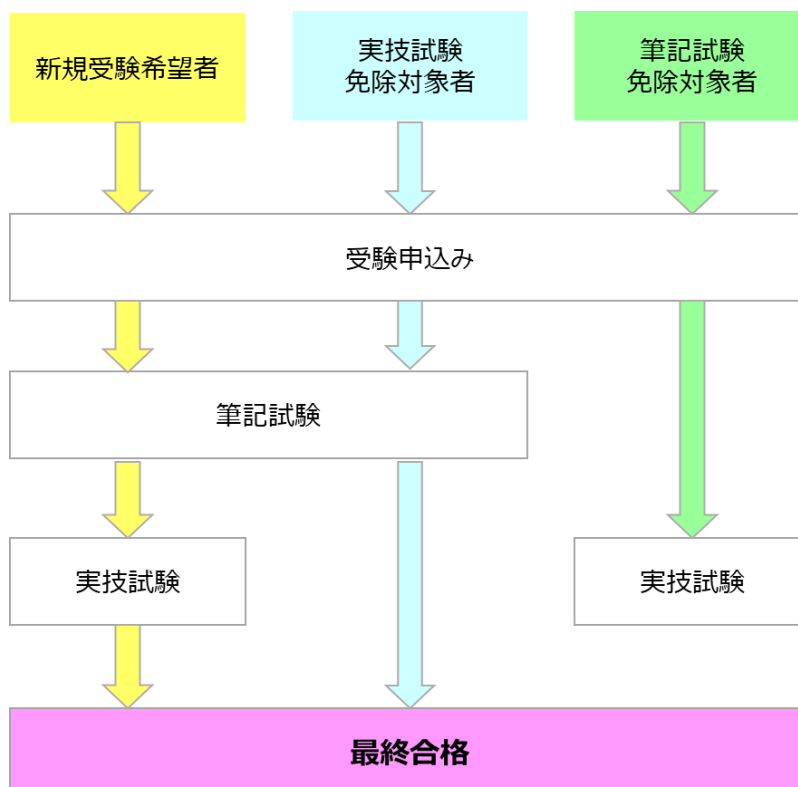 新規受験希望者
実技試験
免除対象者
筆記試験
免除対象者
受験申込み
筆記試験
実技試験
実技試験
最終合格